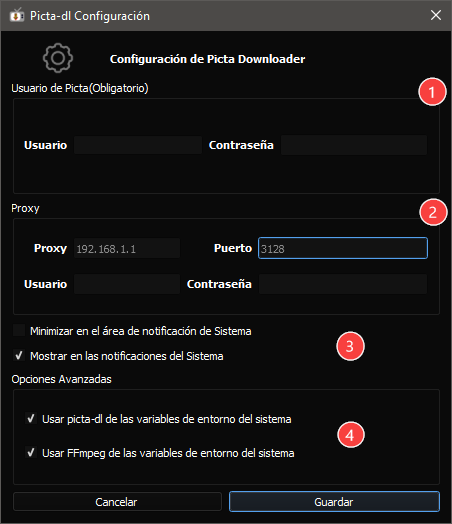 Picta-dl Configuración
Configuración de Picta Downloader
Usuario de Picta(Obligatorio)
1
Usuario Contraseña
Proxy
2
Proxy 192.168.1.1 Puerto 3128
Usuario Contraseña
Minimizar en el área de notificación de Sistema
3
Mostrar en las notificaciones del Sistema
Opciones Avanzadas
Usar picta-dl de las variables de entorno del sistema
4
Usar FFmpeg de las variables de entorno del sistema
Cancelar Guardar